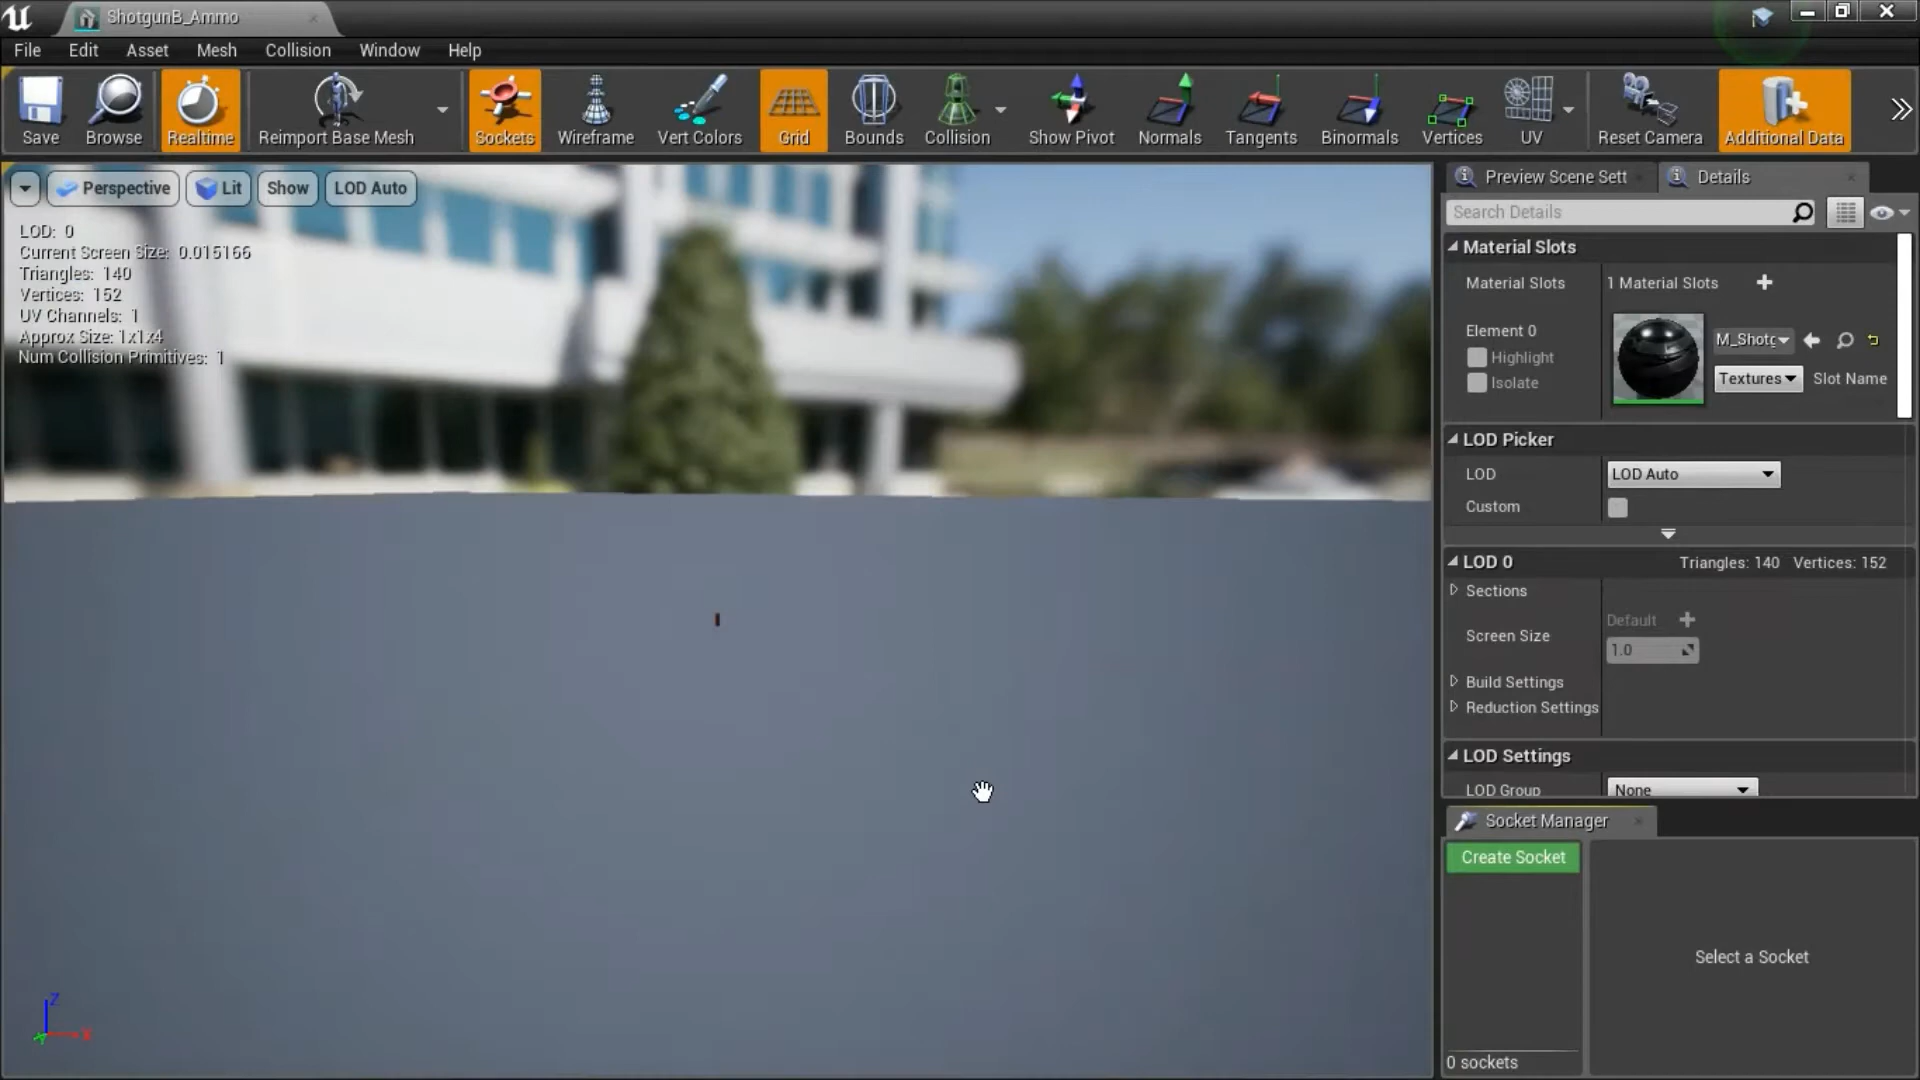 ShotgunB_Ammo
File Edit Asset Mesh Collision Window Help
Save Browse Realtime Reimport Base Mesh Sockets Wireframe Vert Colors Grid Bounds Collision Show Pivot Normals Tangents Binormals Vertices UV Reset Camera Additional Data
Perspective Lit Show LOD Auto
LOD: 0
Current Screen Size: 0.015166
Triangles: 140
Vertices: 152
UV Channels: 1
Approx Size: 1x1x4
Num Collision Primitives: 1
Z
X
Preview Scene Sett Details
Search Details
Material Slots
Material Slots 1 Material Slots
Element 0
Highlight
Isolate
M_Shotg
Textures Slot Name
LOD Picker
LOD LOD Auto
Custom
LOD 0 Triangles: 140 Vertices: 152
Sections
Screen Size Default
1.0
Build Settings
Reduction Settings
LOD Settings
LOD Group None
Socket Manager
Create Socket
Select a Socket
0 sockets